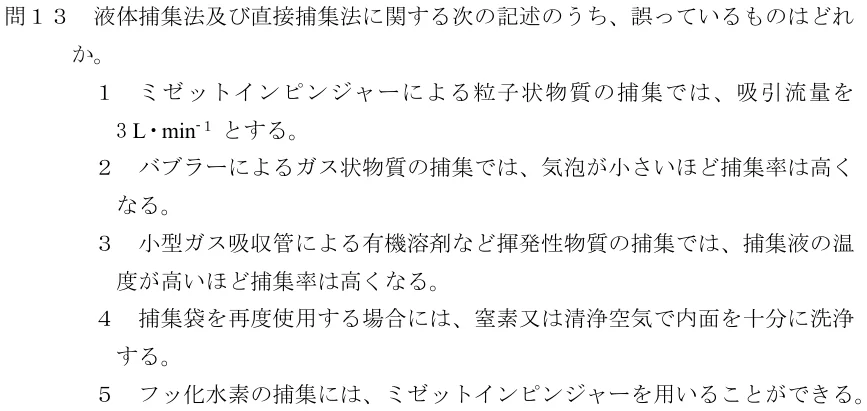 問１３　液体捕集法及び直接捕集法に関する次の記述のうち、誤っているものはどれ
か。
１　ミゼットインピンジャーによる粒子状物質の捕集では、吸引流量を
3 L・min⁻¹ とする。
２　バブラーによるガス状物質の捕集では、気泡が小さいほど捕集率は高く
なる。
３　小型ガス吸収管による有機溶剤など揮発性物質の捕集では、捕集液の温
度が高いほど捕集率は高くなる。
４　捕集袋を再度使用する場合には、窒素又は清浄空気で内面を十分に洗浄
する。
５　フッ化水素の捕集には、ミゼットインピンジャーを用いることができる。